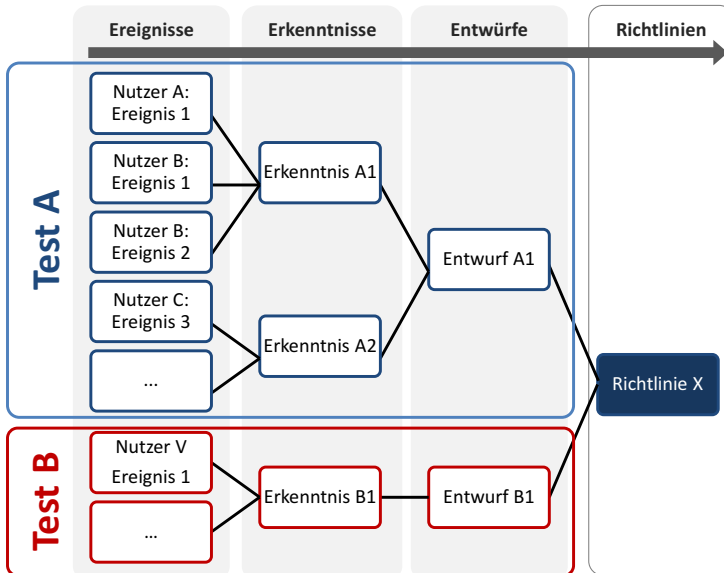 Ereignisse
Erkenntnisse
Entwürfe
Richtlinien
Test A
Nutzer A:
Ereignis 1
Nutzer B:
Ereignis 1
Nutzer B:
Ereignis 2
Nutzer C:
Ereignis 3
...
Erkenntnis A1
Erkenntnis A2
Entwurf A1
Richtlinie X
Test B
Nutzer V
Ereignis 1
...
Erkenntnis B1
Entwurf B1